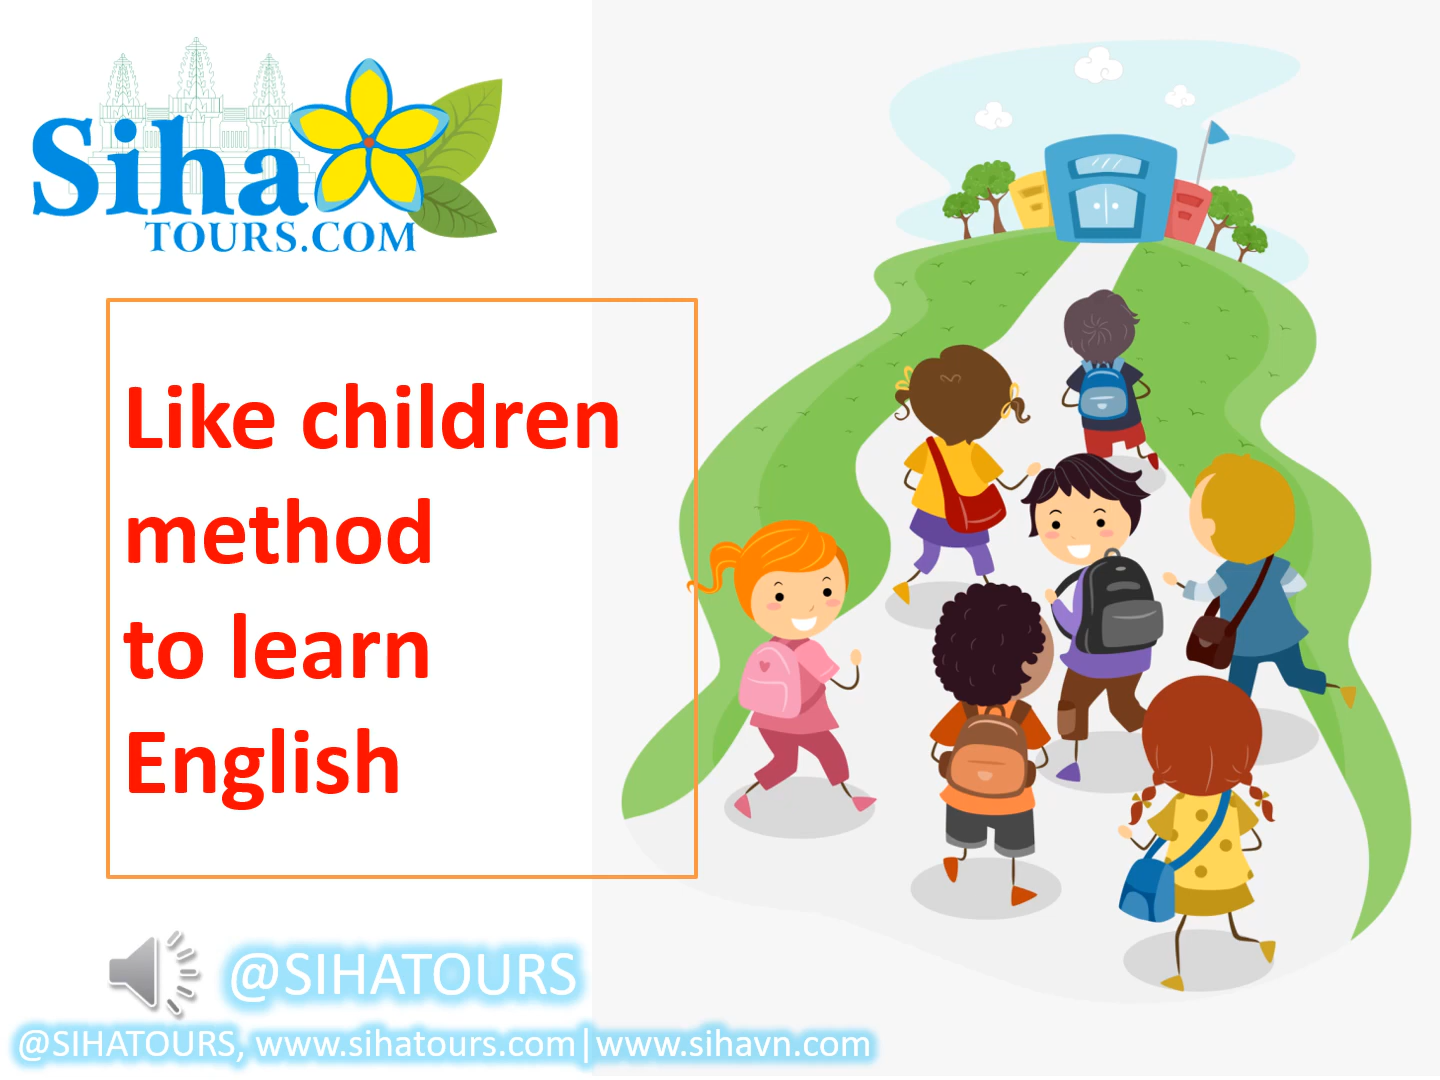 Siha
TOURS.COM
Like children
method
to learn
English
@SIHATOURS
@SIHATOURS, www.sihatours.com|www.sihavn.com